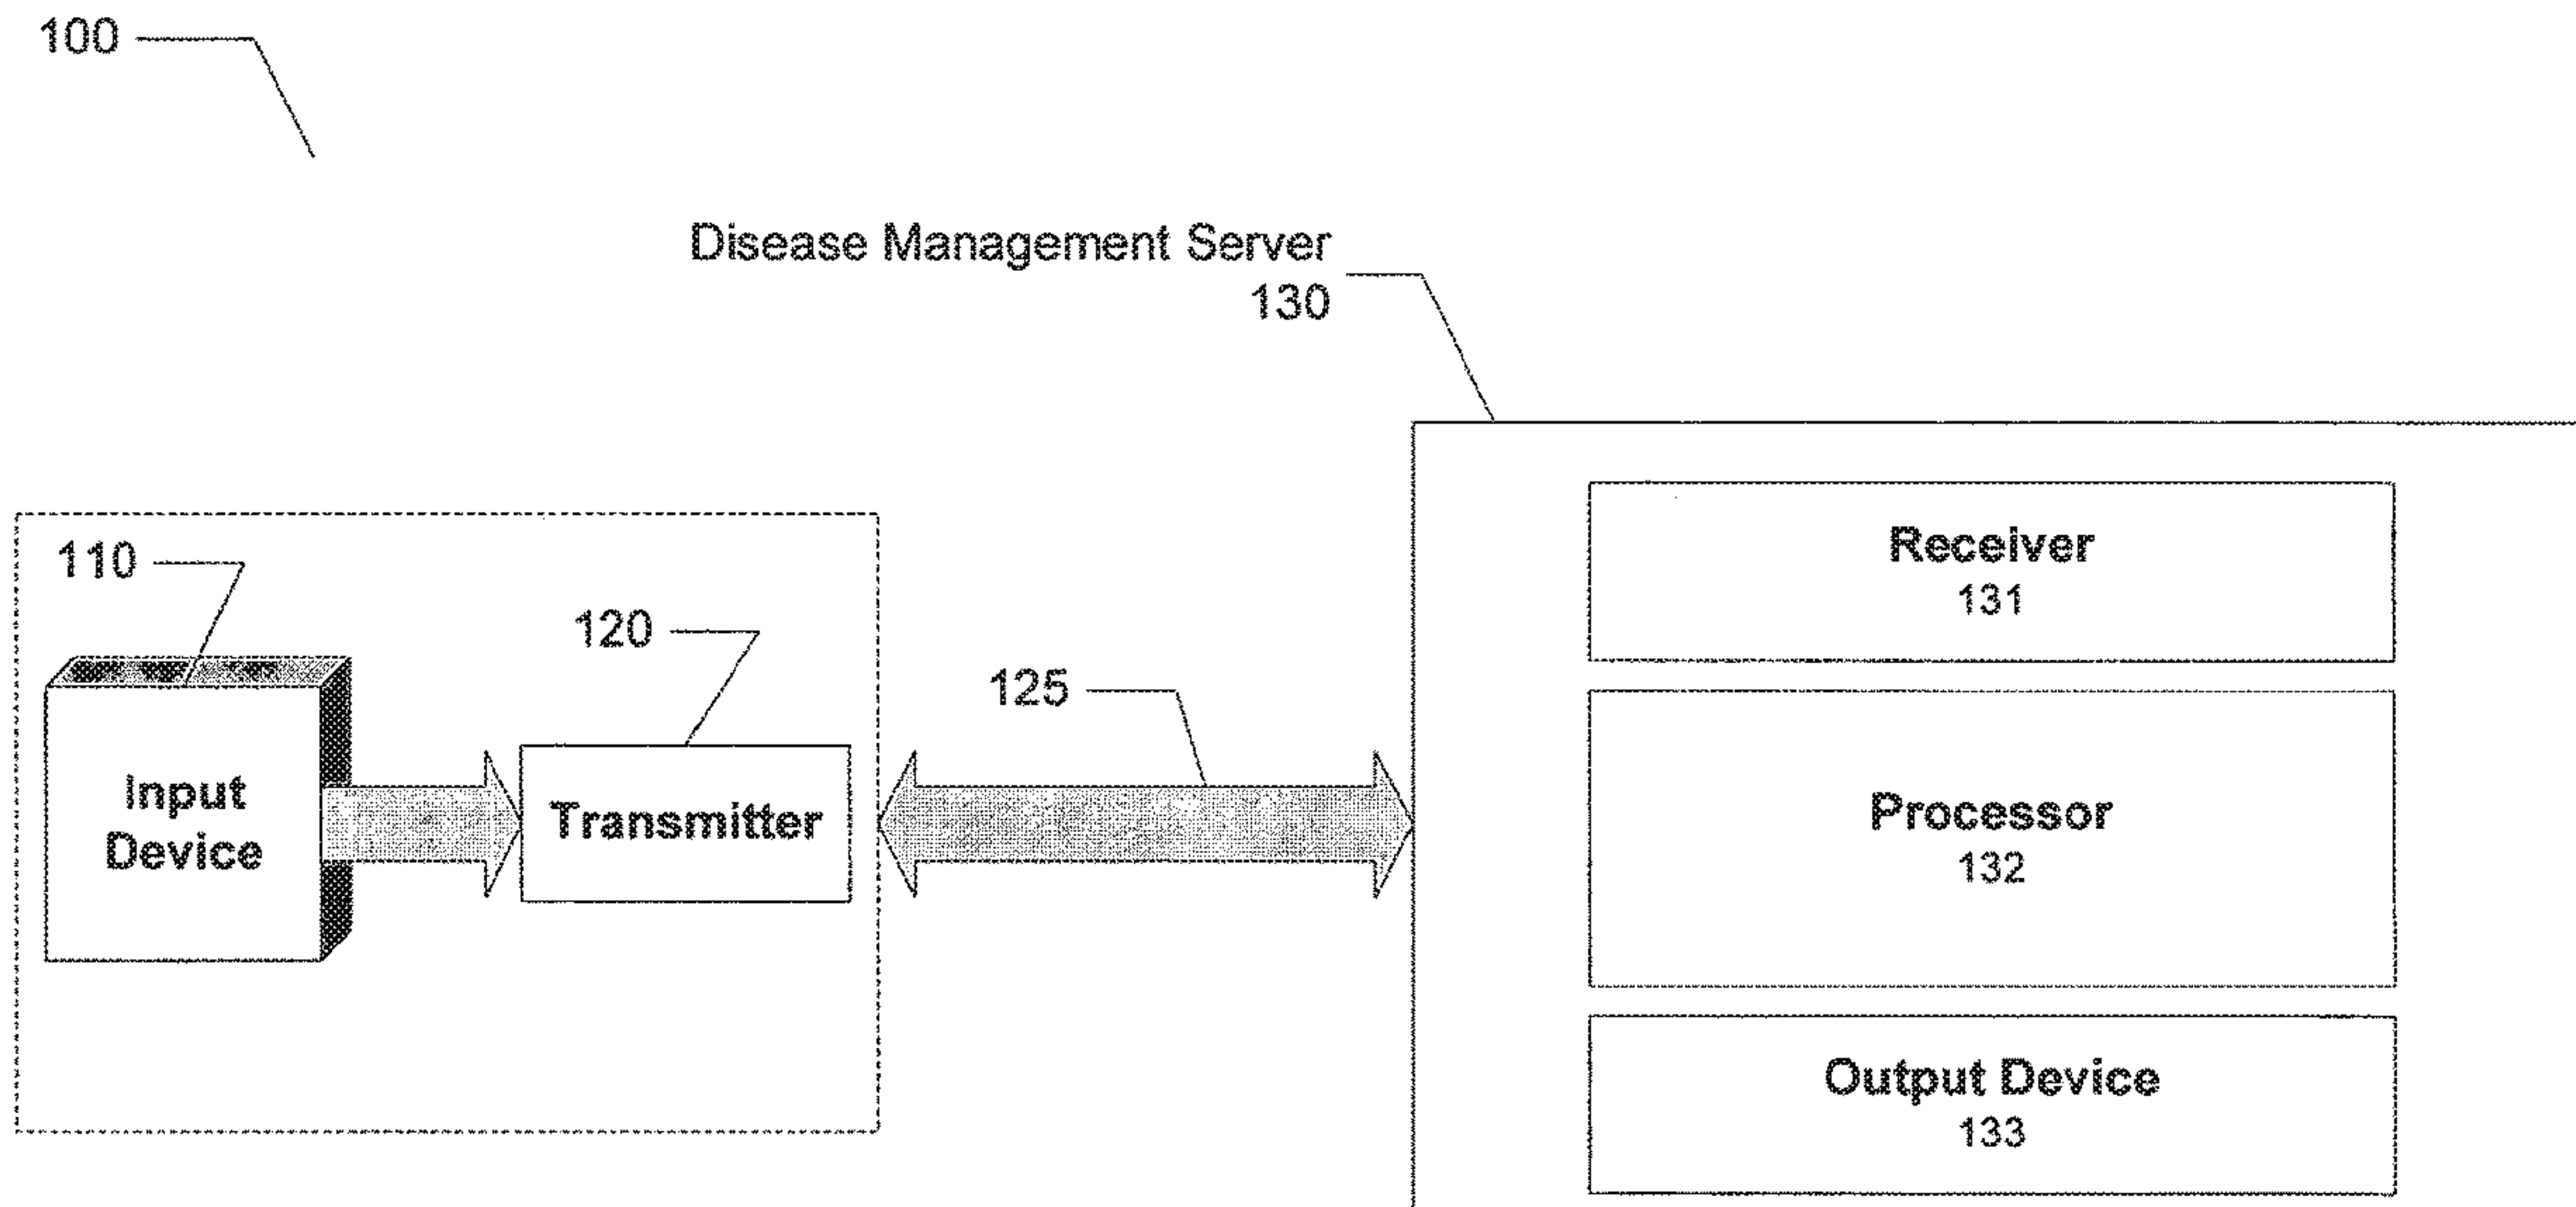 100
Disease Management Server
130
110
120
125
Input
Device
Transmitter
Receiver
131
Processor
132
Output Device
133